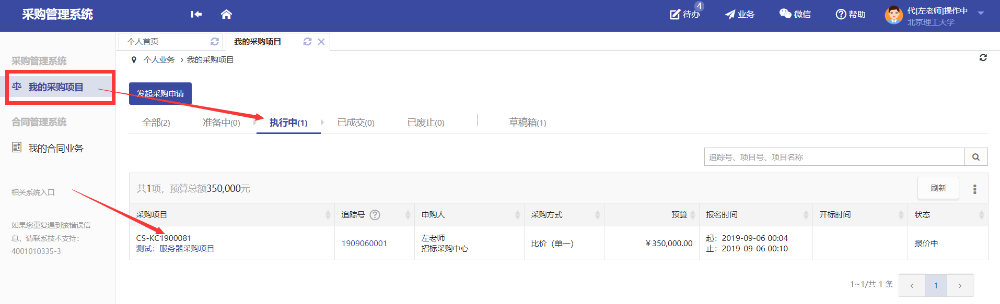 采购管理系统
待办
4
业务
微信
帮助
代[左老师]操作中
北京理工大学
采购管理系统
我的采购项目
合同管理系统
我的合同业务
相关系统入口
如果您重复遇到该错误信
息，请联系技术支持：
4001010335-3
个人首页
我的采购项目
个人业务 > 我的采购项目
发起采购申请
全部(2)
准备中(0)
执行中(1)
已成交(0)
已废止(0)
草稿箱(1)
追踪号、项目号、项目名称
共1项，预算总额350,000元
刷新
采购项目
追踪号
申购人
采购方式
预算
报名时间
开标时间
状态
CS-KC1900081
测试：服务器采购项目
1909060001
左老师
招标采购中心
比价（单一）
¥350,000.00
起：2019-09-06 00:04
止：2019-09-06 00:10
报价中
1~1/共 1 条
1